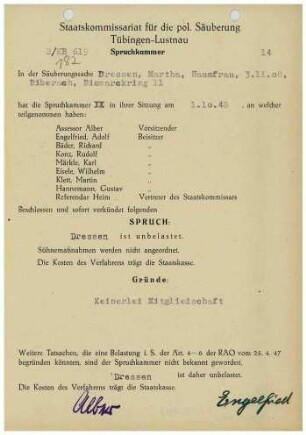 Staatskommissariat für die pol. Säuberung
Tübingen-Lustnau
Spruchkammer
2/KB 619
14
182
In der Säuberungssache Dressen, Martha, Hausfrau, 3.11.06,
Biberach, Bismarckring 11
hat die Spruchkammer IX in ihrer Sitzung am 1.10.48 , an welcher
teilgenommen haben:
Assessor Alber Vorsitzender
Engelfried, Adolf Beisitzer
Bäder, Richard „
Konz, Rudolf „
Märkle, Karl „
Eisele, Wilhelm „
Klett, Martin „
Hannemann, Gustav „
Referendar Heim Vertreter des Staatskommissars
Beschlossen und sofort verkündet folgenden
SPRUCH:
Dressen ist unbelastet.
Sühnemaßnahmen werden nicht angeordnet.
Die Kosten des Verfahrens trägt die Staatskasse.
Gründe:
Keinerlei Mitgliedschaft
Weitere Tatsachen, die eine Belastung i. S. der Art. 4—6 der RAO vom 25. 4. 47
begründen könnten, sind der Spruchkammer nicht bekannt geworden.
Dressen ist daher unbelastet.
Die Kosten des Verfahrens trägt die Staatskasse.
Alber Engelfried